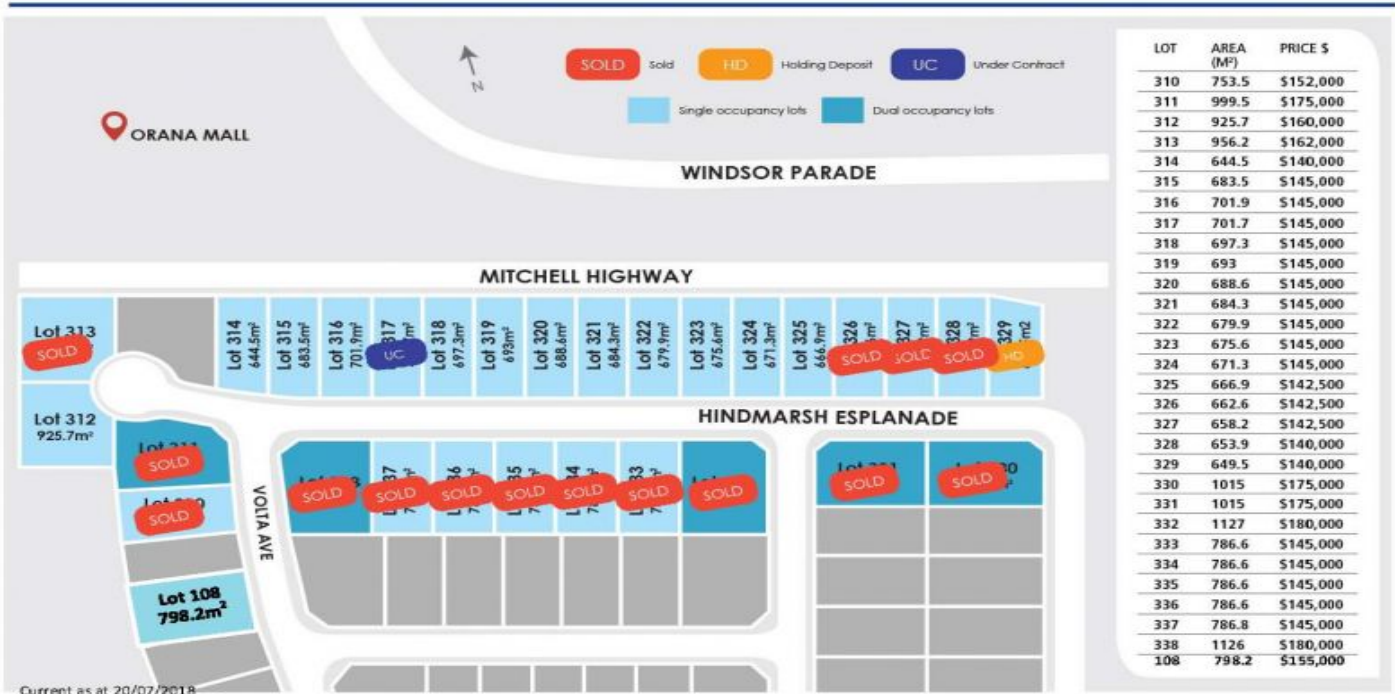 SOLD Sold HD Holding Deposit UC Under Contract
N
Single occupancy lots Dual occupancy lots
ORANA MALL
WINDSOR PARADE
MITCHELL HIGHWAY
Lot 313
SOLD
Lot 314
644.5m²
Lot 315
683.5m²
Lot 316
701.9m²
317
UC
Lot 318
697.3m²
Lot 319
693m²
Lot 320
688.6m²
Lot 321
684.3m²
Lot 322
679.9m²
Lot 323
675.6m²
Lot 324
671.3m²
Lot 325
666.9m²
326
SOLD
327
SOLD
328
SOLD
329
HD
Lot 312
925.7m²
HINDMARSH ESPLANADE
SOLD
SOLD
VOLTA AVE
SOLD
SOLD
SOLD
SOLD
SOLD
SOLD
SOLD
SOLD
SOLD
Lot 108
798.2m²
Current as at 20/07/2018
LOT AREA PRICE $
(M²)
310 753.5 $152,000
311 999.5 $175,000
312 925.7 $160,000
313 956.2 $162,000
314 644.5 $140,000
315 683.5 $145,000
316 701.9 $145,000
317 701.7 $145,000
318 697.3 $145,000
319 693 $145,000
320 688.6 $145,000
321 684.3 $145,000
322 679.9 $145,000
323 675.6 $145,000
324 671.3 $145,000
325 666.9 $142,500
326 662.6 $142,500
327 658.2 $142,500
328 653.9 $140,000
329 649.5 $140,000
330 1015 $175,000
331 1015 $175,000
332 1127 $180,000
333 786.6 $145,000
334 786.6 $145,000
335 786.6 $145,000
336 786.6 $145,000
337 786.8 $145,000
338 1126 $180,000
108 798.2 $155,000